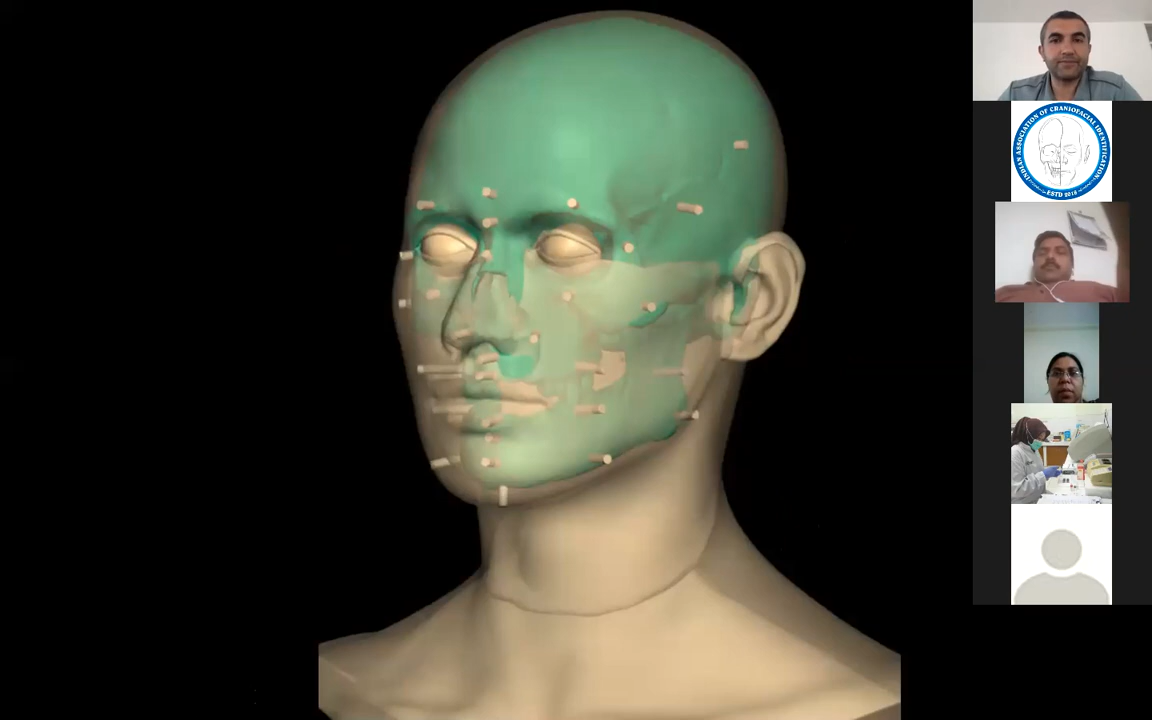 INDIAN ASSOCIATION OF CRANIOFACIAL IDENTIFICATION
ESTD 2018